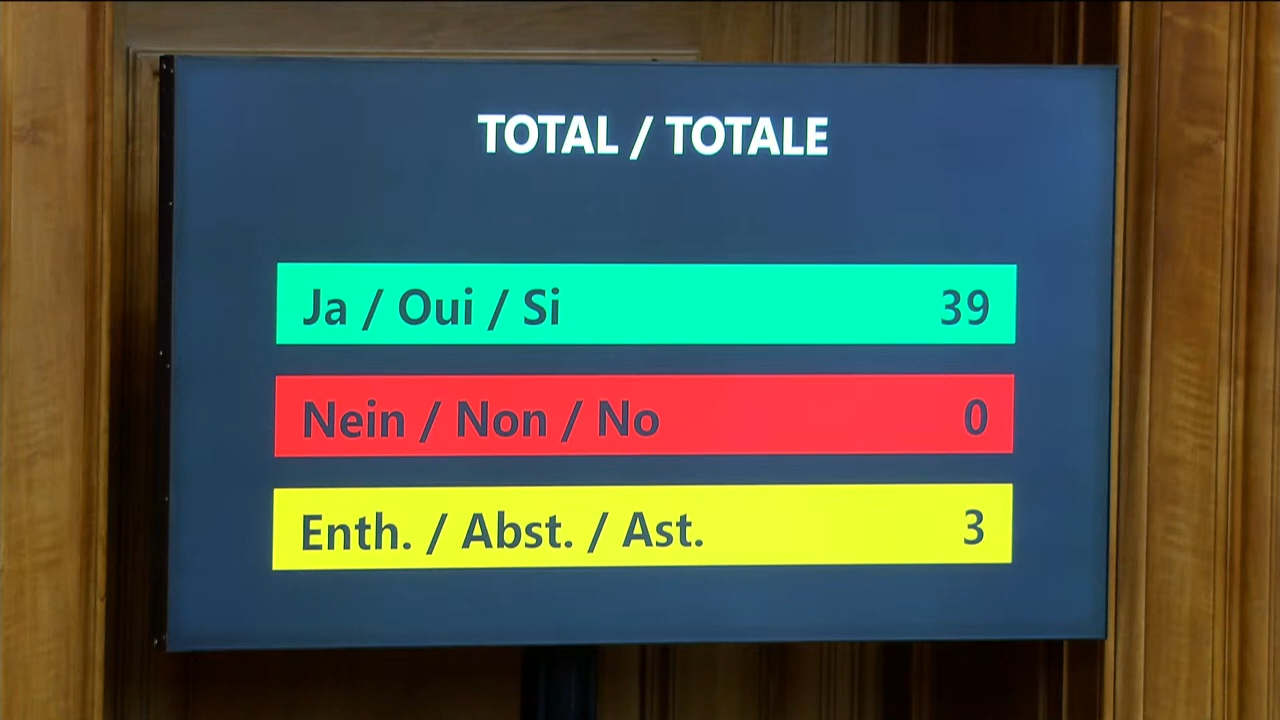 TOTAL / TOTALE
Ja / Oui / Si 39
Nein / Non / No 0
Enth. / Abst. / Ast. 3